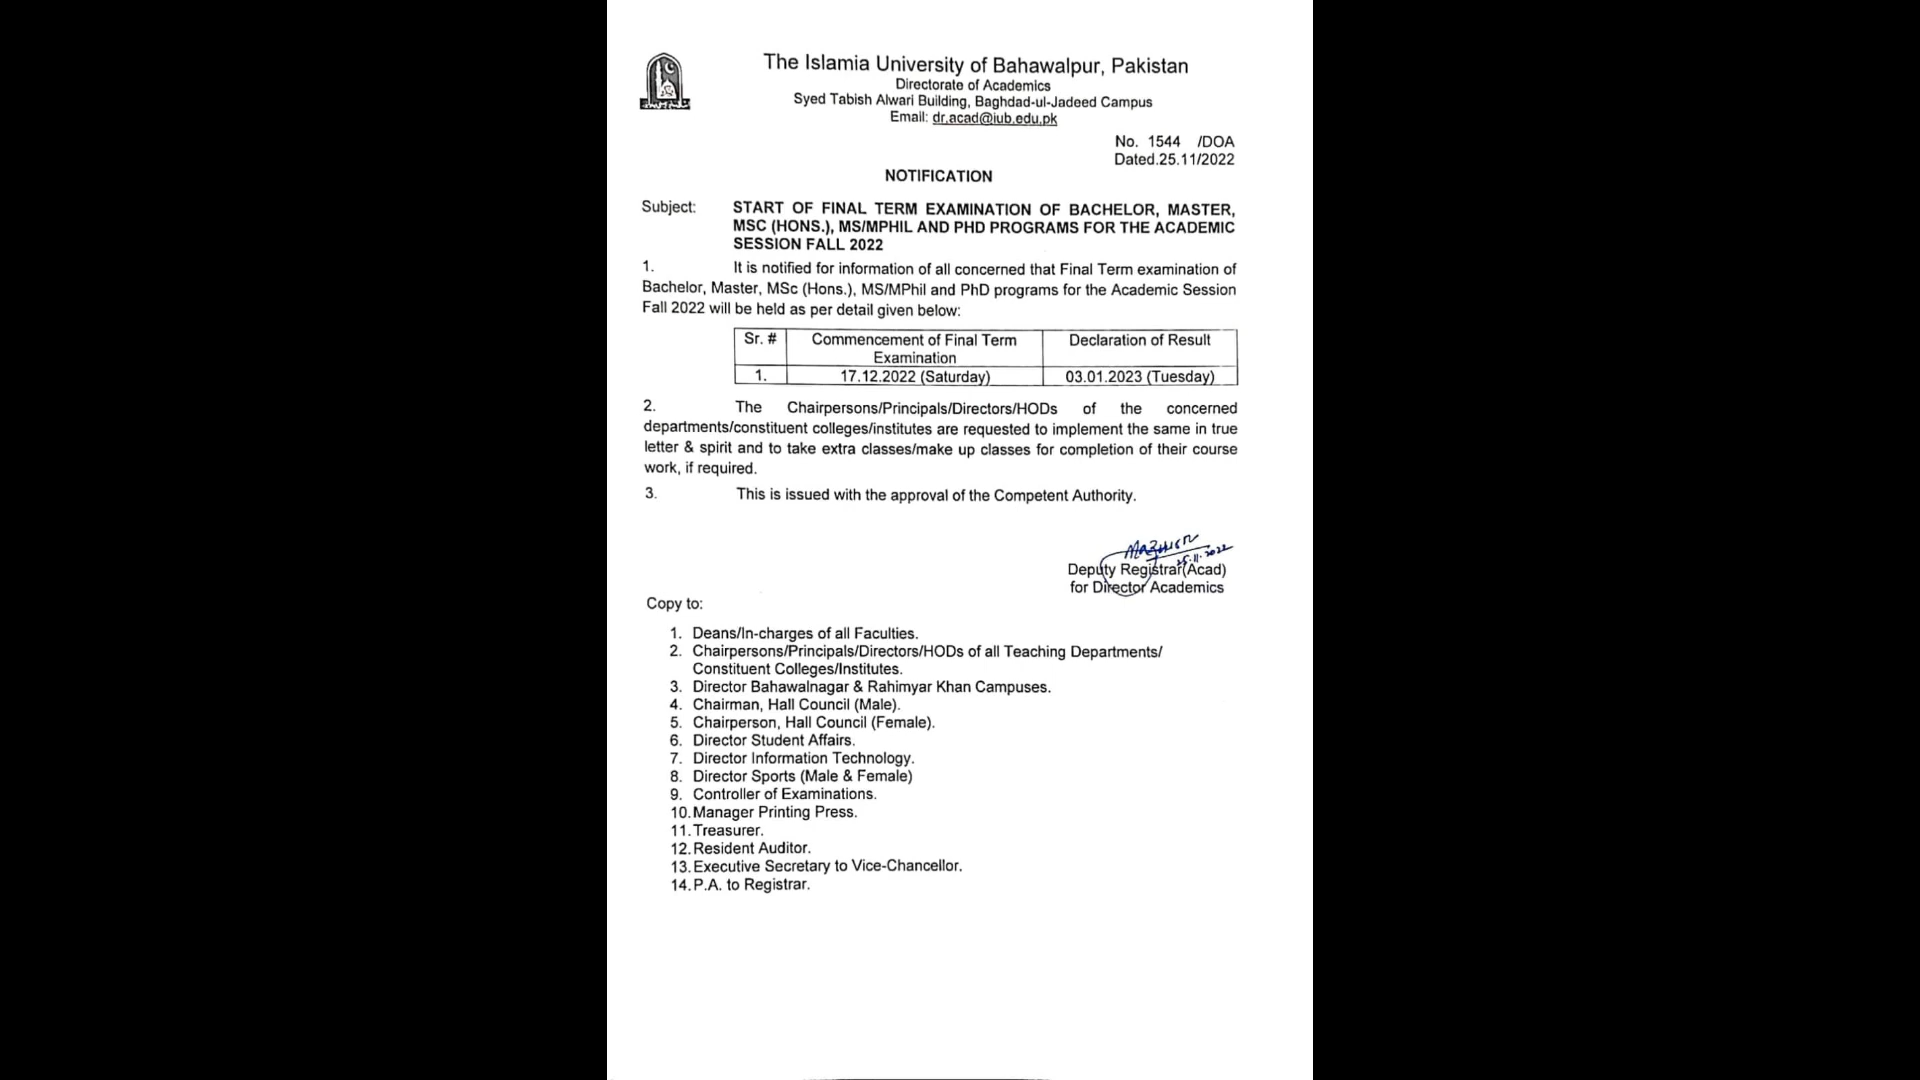 The Islamia University of Bahawalpur, Pakistan
Directorate of Academics
Syed Tabish Alwari Building, Baghdad-ul-Jadeed Campus
Email: dr.acad@iub.edu.pk
No. 1544 /DOA
Dated.25.11/2022
NOTIFICATION
Subject: START OF FINAL TERM EXAMINATION OF BACHELOR, MASTER,
MSC (HONS.), MS/MPHIL AND PHD PROGRAMS FOR THE ACADEMIC
SESSION FALL 2022
1. It is notified for information of all concerned that Final Term examination of
Bachelor, Master, MSc (Hons.), MS/MPhil and PhD programs for the Academic Session
Fall 2022 will be held as per detail given below:
Sr. # Commencement of Final Term Declaration of Result
Examination
1. 17.12.2022 (Saturday) 03.01.2023 (Tuesday)
2. The Chairpersons/Principals/Directors/HODs of the concerned
departments/constituent colleges/institutes are requested to implement the same in true
letter & spirit and to take extra classes/make up classes for completion of their course
work, if required.
3. This is issued with the approval of the Competent Authority.
25.11.2022
Deputy Registrar(Acad)
for Director Academics
Copy to:
1. Deans/In-charges of all Faculties.
2. Chairpersons/Principals/Directors/HODs of all Teaching Departments/
Constituent Colleges/Institutes.
3. Director Bahawalnagar & Rahimyar Khan Campuses.
4. Chairman, Hall Council (Male).
5. Chairperson, Hall Council (Female).
6. Director Student Affairs.
7. Director Information Technology.
8. Director Sports (Male & Female)
9. Controller of Examinations.
10. Manager Printing Press.
11. Treasurer.
12. Resident Auditor.
13. Executive Secretary to Vice-Chancellor.
14. P.A. to Registrar.